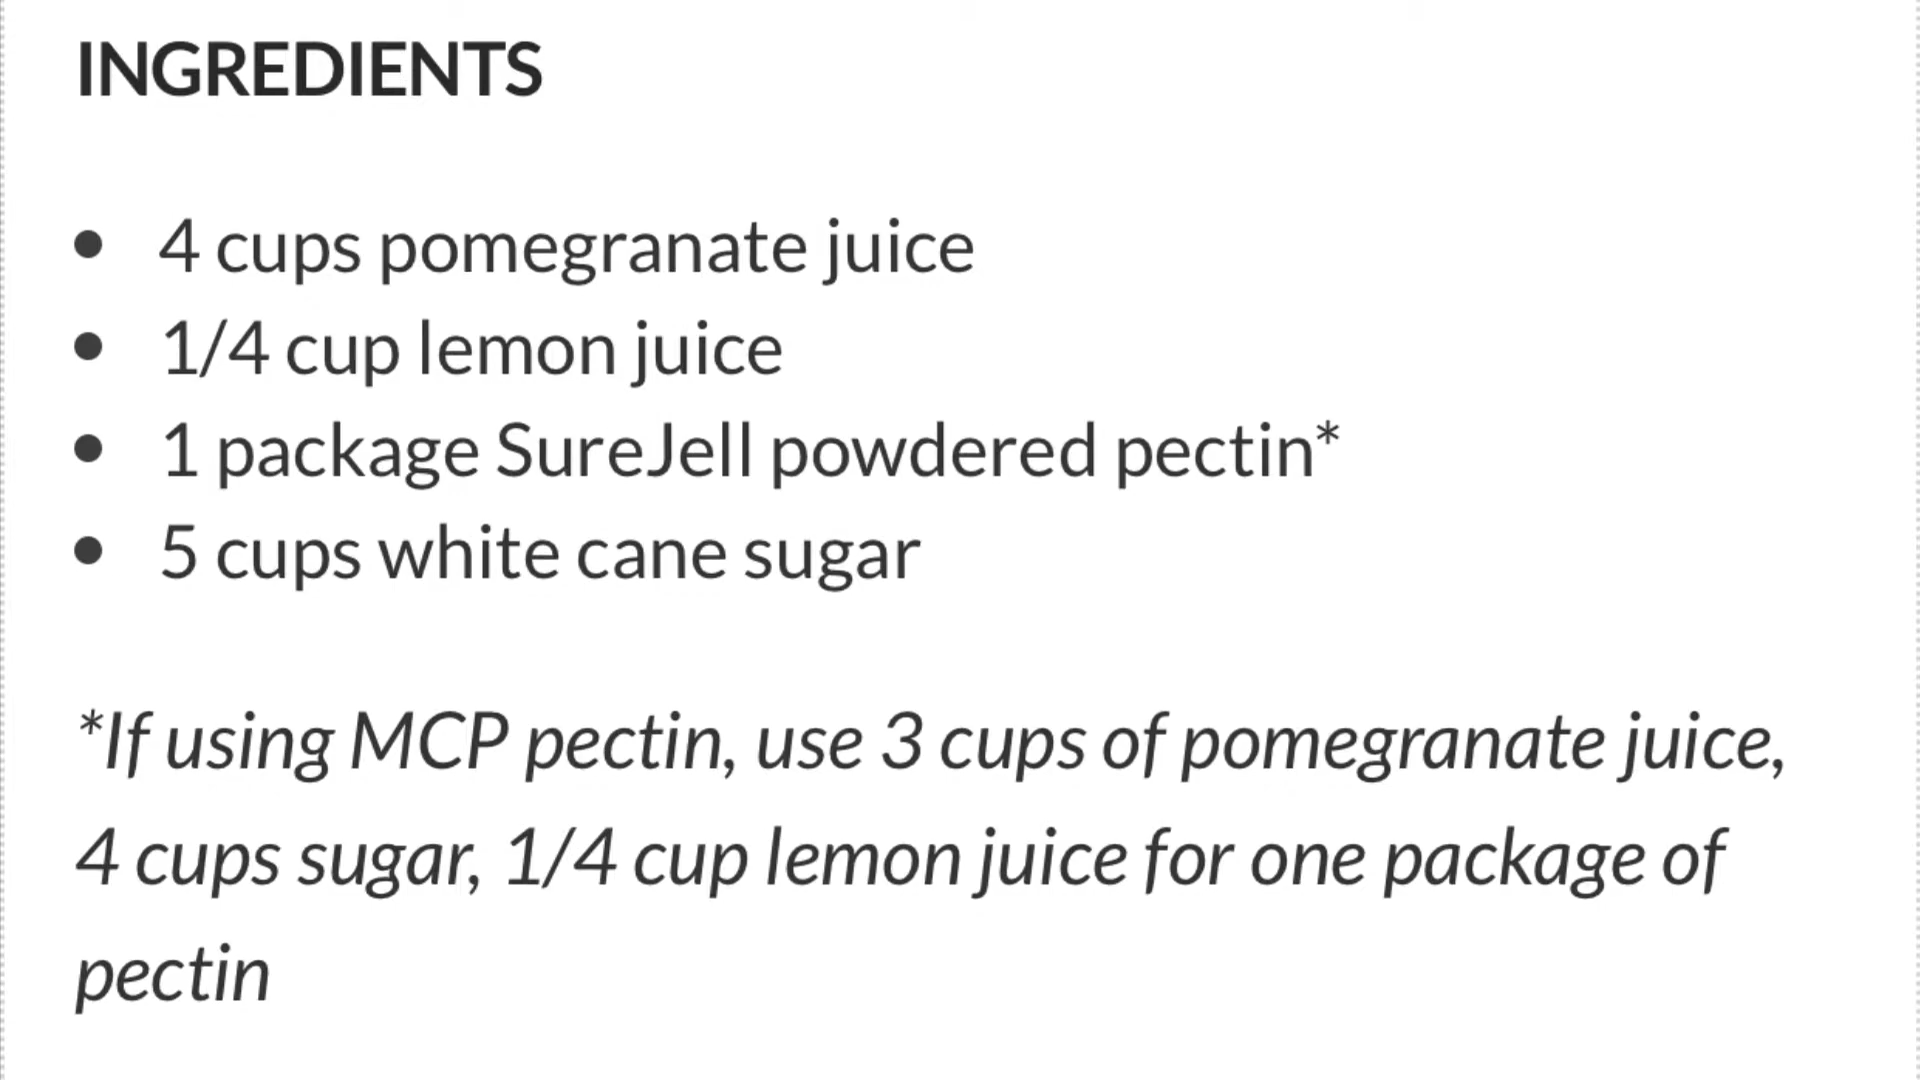 INGREDIENTS
• 4 cups pomegranate juice
• 1/4 cup lemon juice
• 1 package SureJell powdered pectin*
• 5 cups white cane sugar
*If using MCP pectin, use 3 cups of pomegranate juice,
4 cups sugar, 1/4 cup lemon juice for one package of
pectin